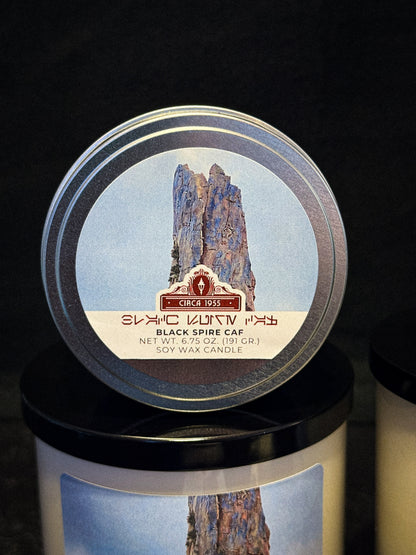 CIRCA 1955
BLACK SPIRE CAF
NET WT. 6.75 OZ. (191 GR.)
SOY WAX CANDLE